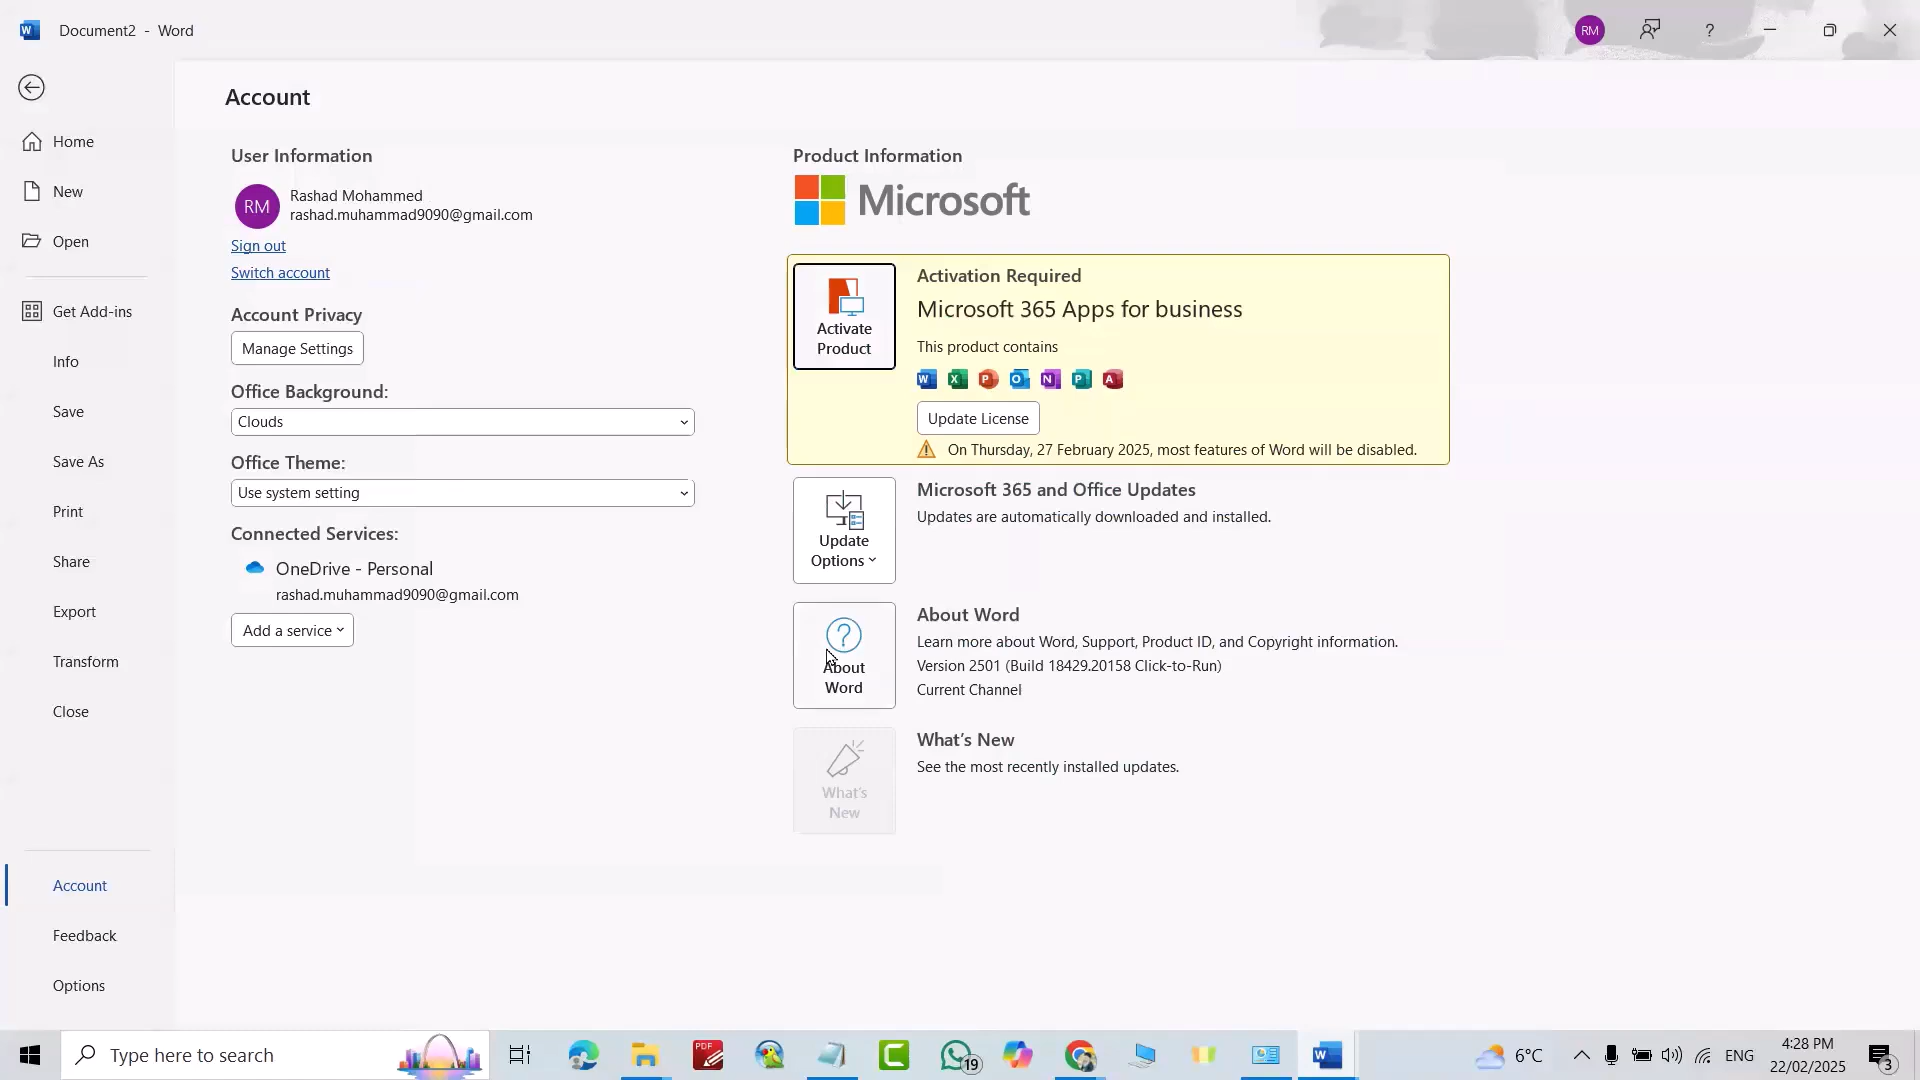 Document2 - Word
RM
?
Account
Home
New
Open
Get Add-ins
Info
Save
Save As
Print
Share
Export
Transform
Close
Account
Feedback
Options
User Information
RM
Rashad Mohammed
rashad.muhammad9090@gmail.com
Sign out
Switch account
Account Privacy
Manage Settings
Office Background:
Clouds
Office Theme:
Use system setting
Connected Services:
OneDrive - Personal
rashad.muhammad9090@gmail.com
Add a service
Product Information
Microsoft
Activate
Product
Activation Required
Microsoft 365 Apps for business
This product contains
W X P O N P A
Update License
On Thursday, 27 February 2025, most features of Word will be disabled.
Update
Options
Microsoft 365 and Office Updates
Updates are automatically downloaded and installed.
About
Word
About Word
Learn more about Word, Support, Product ID, and Copyright information.
Version 2501 (Build 18429.20158 Click-to-Run)
Current Channel
What's
New
What's New
See the most recently installed updates.
Type here to search
PDF
C
19
W
6°C
ENG
4:28 PM
22/02/2025
3